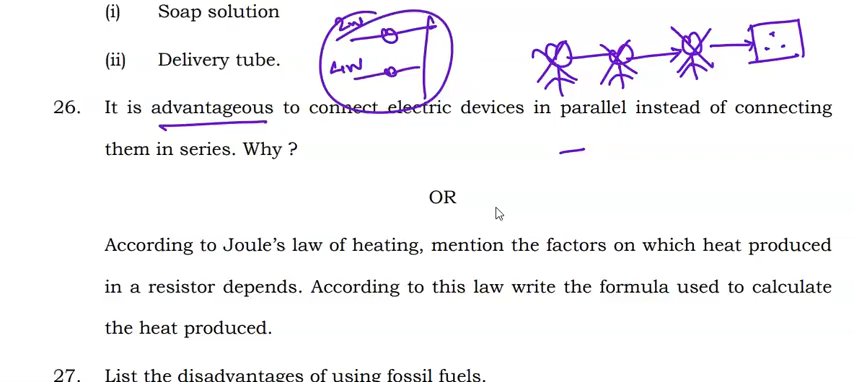 (i) Soap solution
2W
(ii) Delivery tube.
4W
26. It is advantageous to connect electric devices in parallel instead of connecting
them in series. Why ?
OR
According to Joule's law of heating, mention the factors on which heat produced
in a resistor depends. According to this law write the formula used to calculate
the heat produced.
27. List the disadvantages of using fossil fuels.